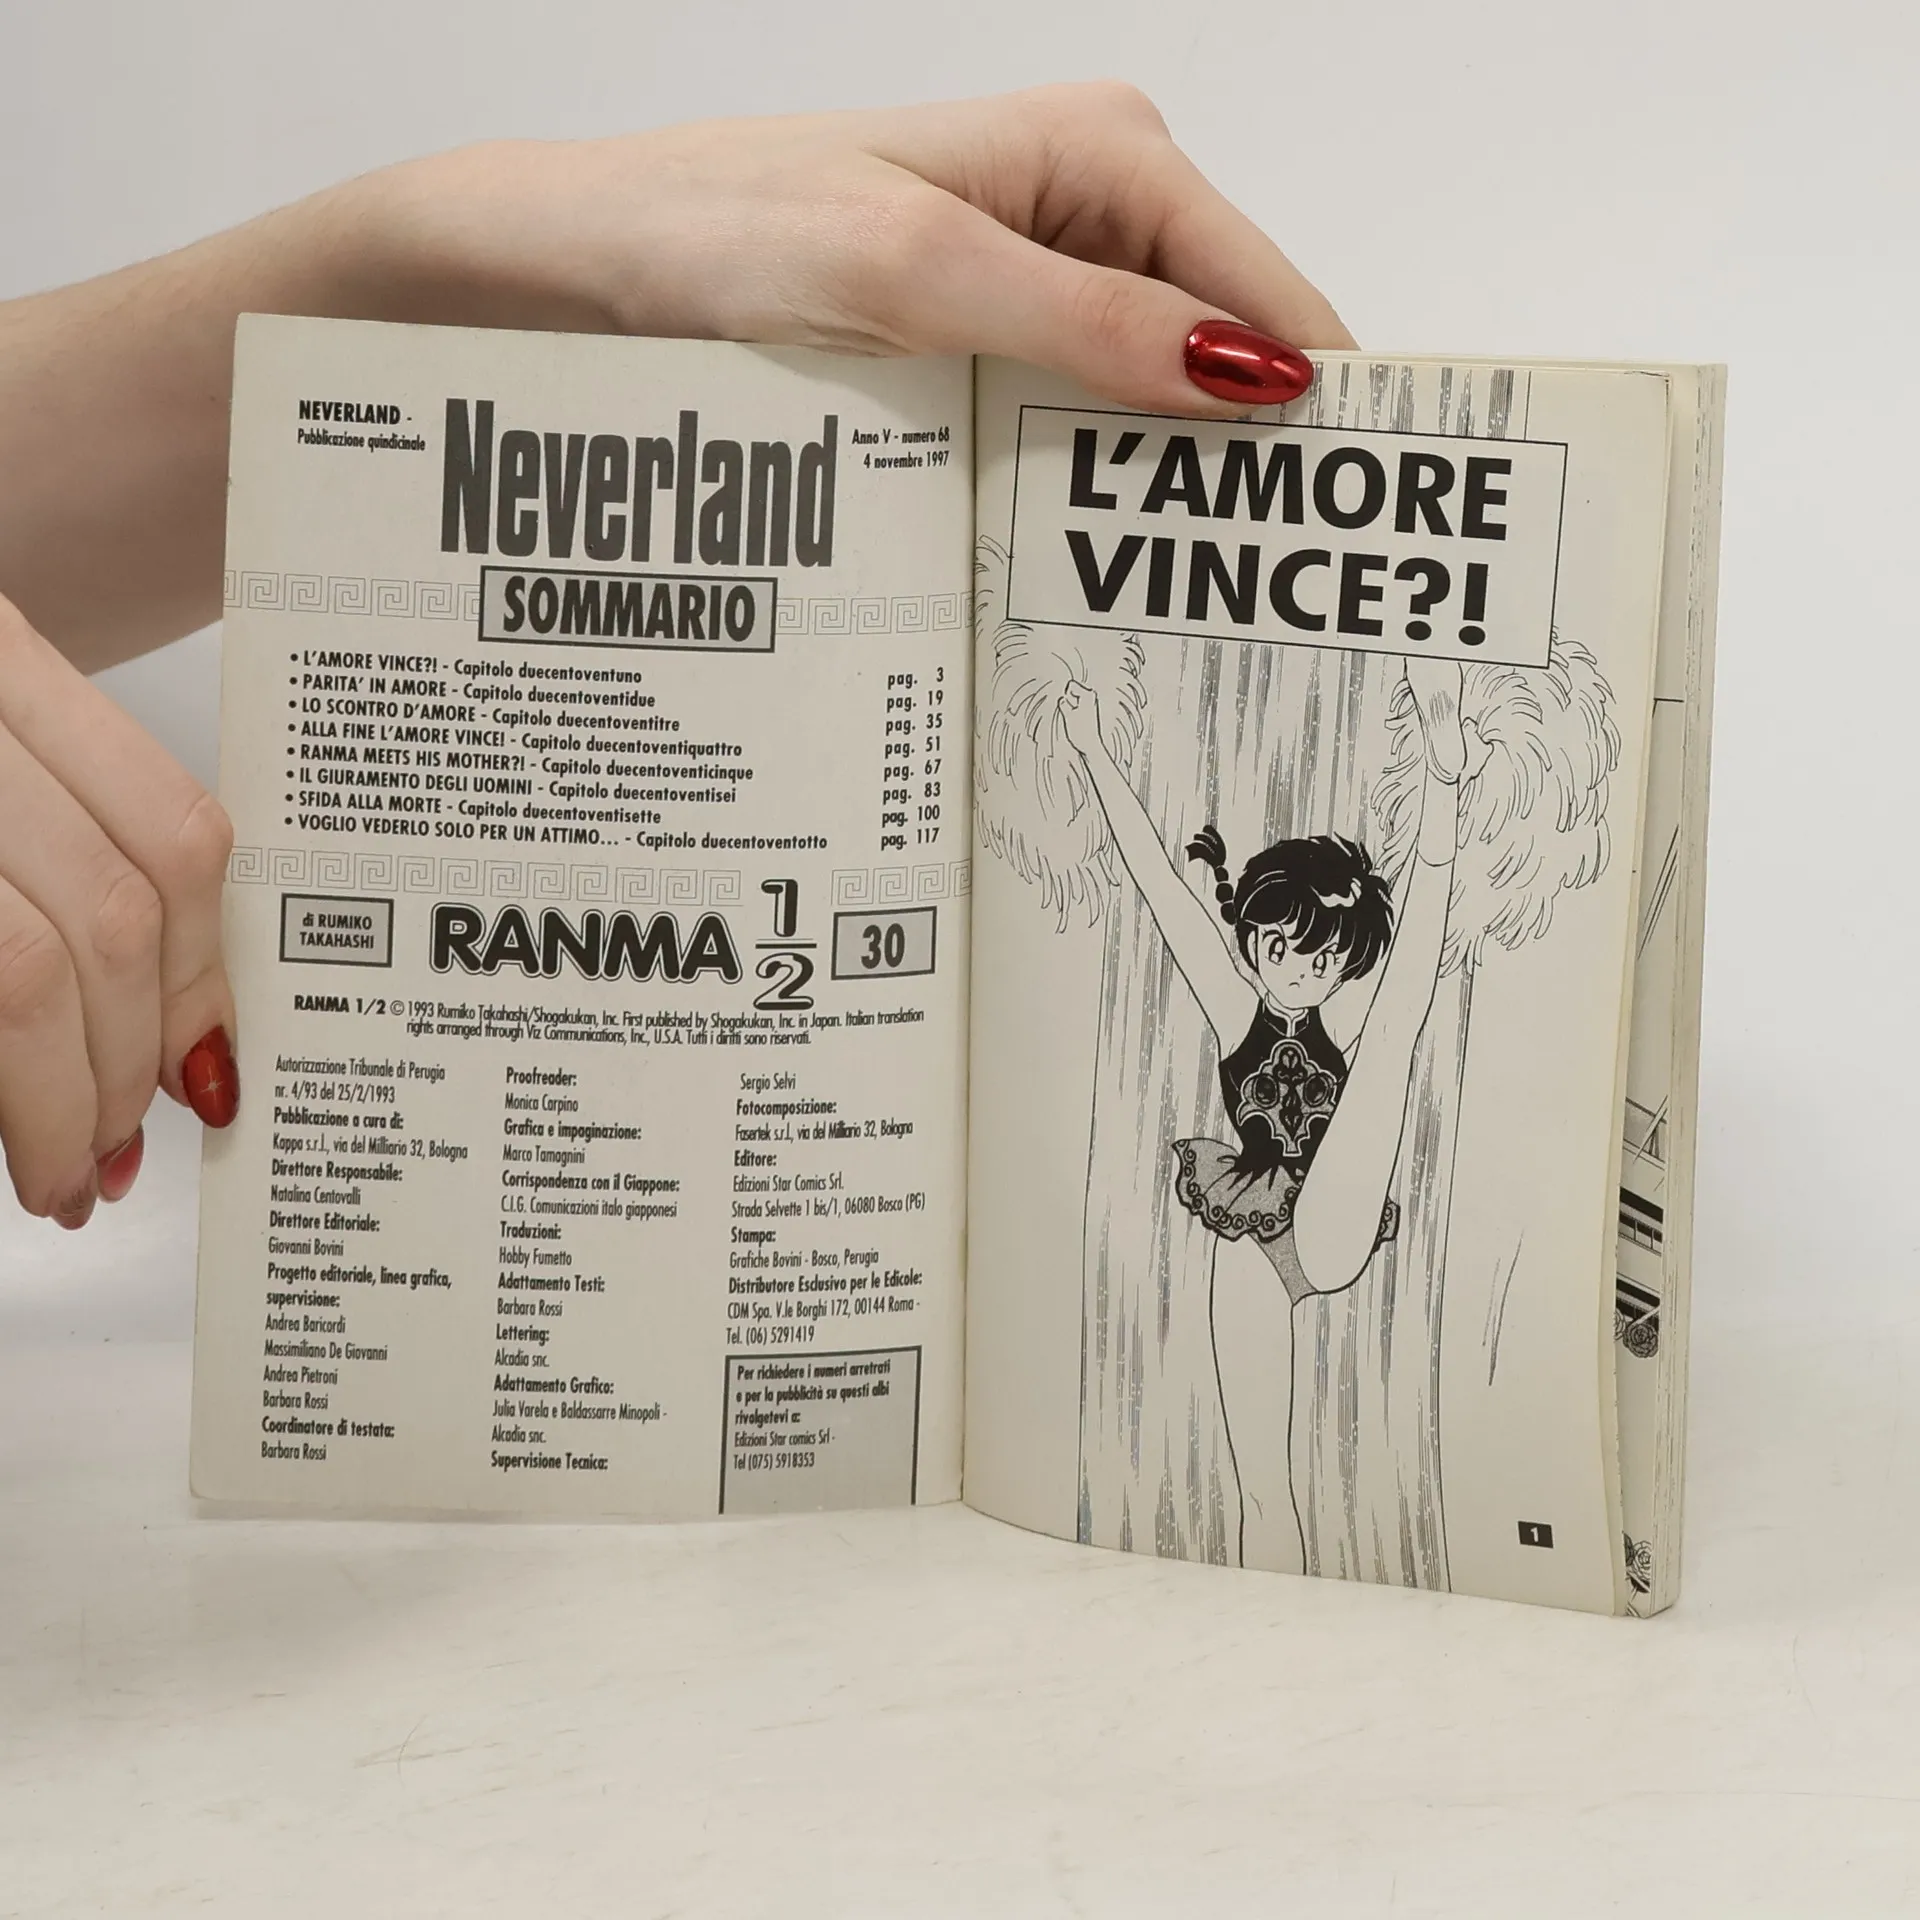 NEVERLAND -
Pubblicazione quindicinale
Neverland
Anno V - numero 68
4 novembre 1997
SOMMARIO
• L'AMORE VINCE?! - Capitolo duecentoventuno pag. 3
• PARITA' IN AMORE - Capitolo duecentoventidue pag. 19
• LO SCONTRO D'AMORE - Capitolo duecentoventitre pag. 35
• ALLA FINE L'AMORE VINCE! - Capitolo duecentoventiquattro pag. 51
• RANMA MEETS HIS MOTHER?! - Capitolo duecentoventicinque pag. 67
• IL GIURAMENTO DEGLI UOMINI - Capitolo duecentoventisei pag. 83
• SFIDA ALLA MORTE - Capitolo duecentoventisette pag. 100
• VOGLIO VEDERLO SOLO PER UN ATTIMO... - Capitolo duecentoventotto pag. 117
di RUMIKO
TAKAHASHI
RANMA 1/2
30
RANMA 1/2 © 1993 Rumiko Takahashi/Shogakukan, Inc. First published by Shogakukan, Inc. in Japan. Italian translation
rights arranged through Viz Communications, Inc., U.S.A. Tutti i diritti sono riservati.
Autorizzazione Tribunale di Perugia
nr. 4/93 del 25/2/1993
Pubblicazione a cura di:
Kappa s.r.l., via del Milliario 32, Bologna
Direttore Responsabile:
Natalina Centovalli
Direttore Editoriale:
Giovanni Bovini
Progetto editoriale, linea grafica,
supervisione:
Andrea Baricordi
Massimiliano De Giovanni
Andrea Pietroni
Barbara Rossi
Coordinatore di testata:
Barbara Rossi
Proofreader:
Monica Carpino
Grafica e impaginazione:
Marco Tamagnini
Corrispondenza con il Giappone:
C.I.G. Comunicazioni italo giapponesi
Traduzioni:
Hobby Fumetto
Adattamento Testi:
Barbara Rossi
Lettering:
Alcadia snc.
Adattamento Grafico:
Julia Varela e Baldassarre Minopoli -
Alcadia snc.
Supervisione Tecnica:
Sergio Selvi
Fotocomposizione:
Fasertek s.r.l., via del Milliario 32, Bologna
Editore:
Edizioni Star Comics Srl.
Strada Selvette 1 bis/1, 06080 Bosco (PG)
Stampa:
Grafiche Bovini - Bosco, Perugia
Distributore Esclusivo per le Edicole:
CDM Spa. V.le Borghi 172, 00144 Roma -
Tel. (06) 5291419
Per richiedere i numeri arretrati
e per la pubblicità su questi albi
rivolgetevi a:
Edizioni Star comics Srl -
Tel (075) 5918353
L'AMORE
VINCE?!
1